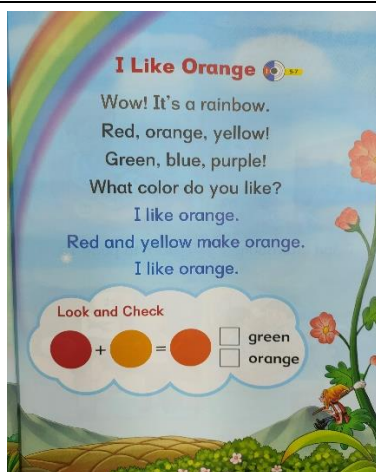 I Like Orange
Wow! It's a rainbow.
Red, orange, yellow!
Green, blue, purple!
What color do you like?
I like orange.
Red and yellow make orange.
I like orange.
Look and Check
+ =
green
orange